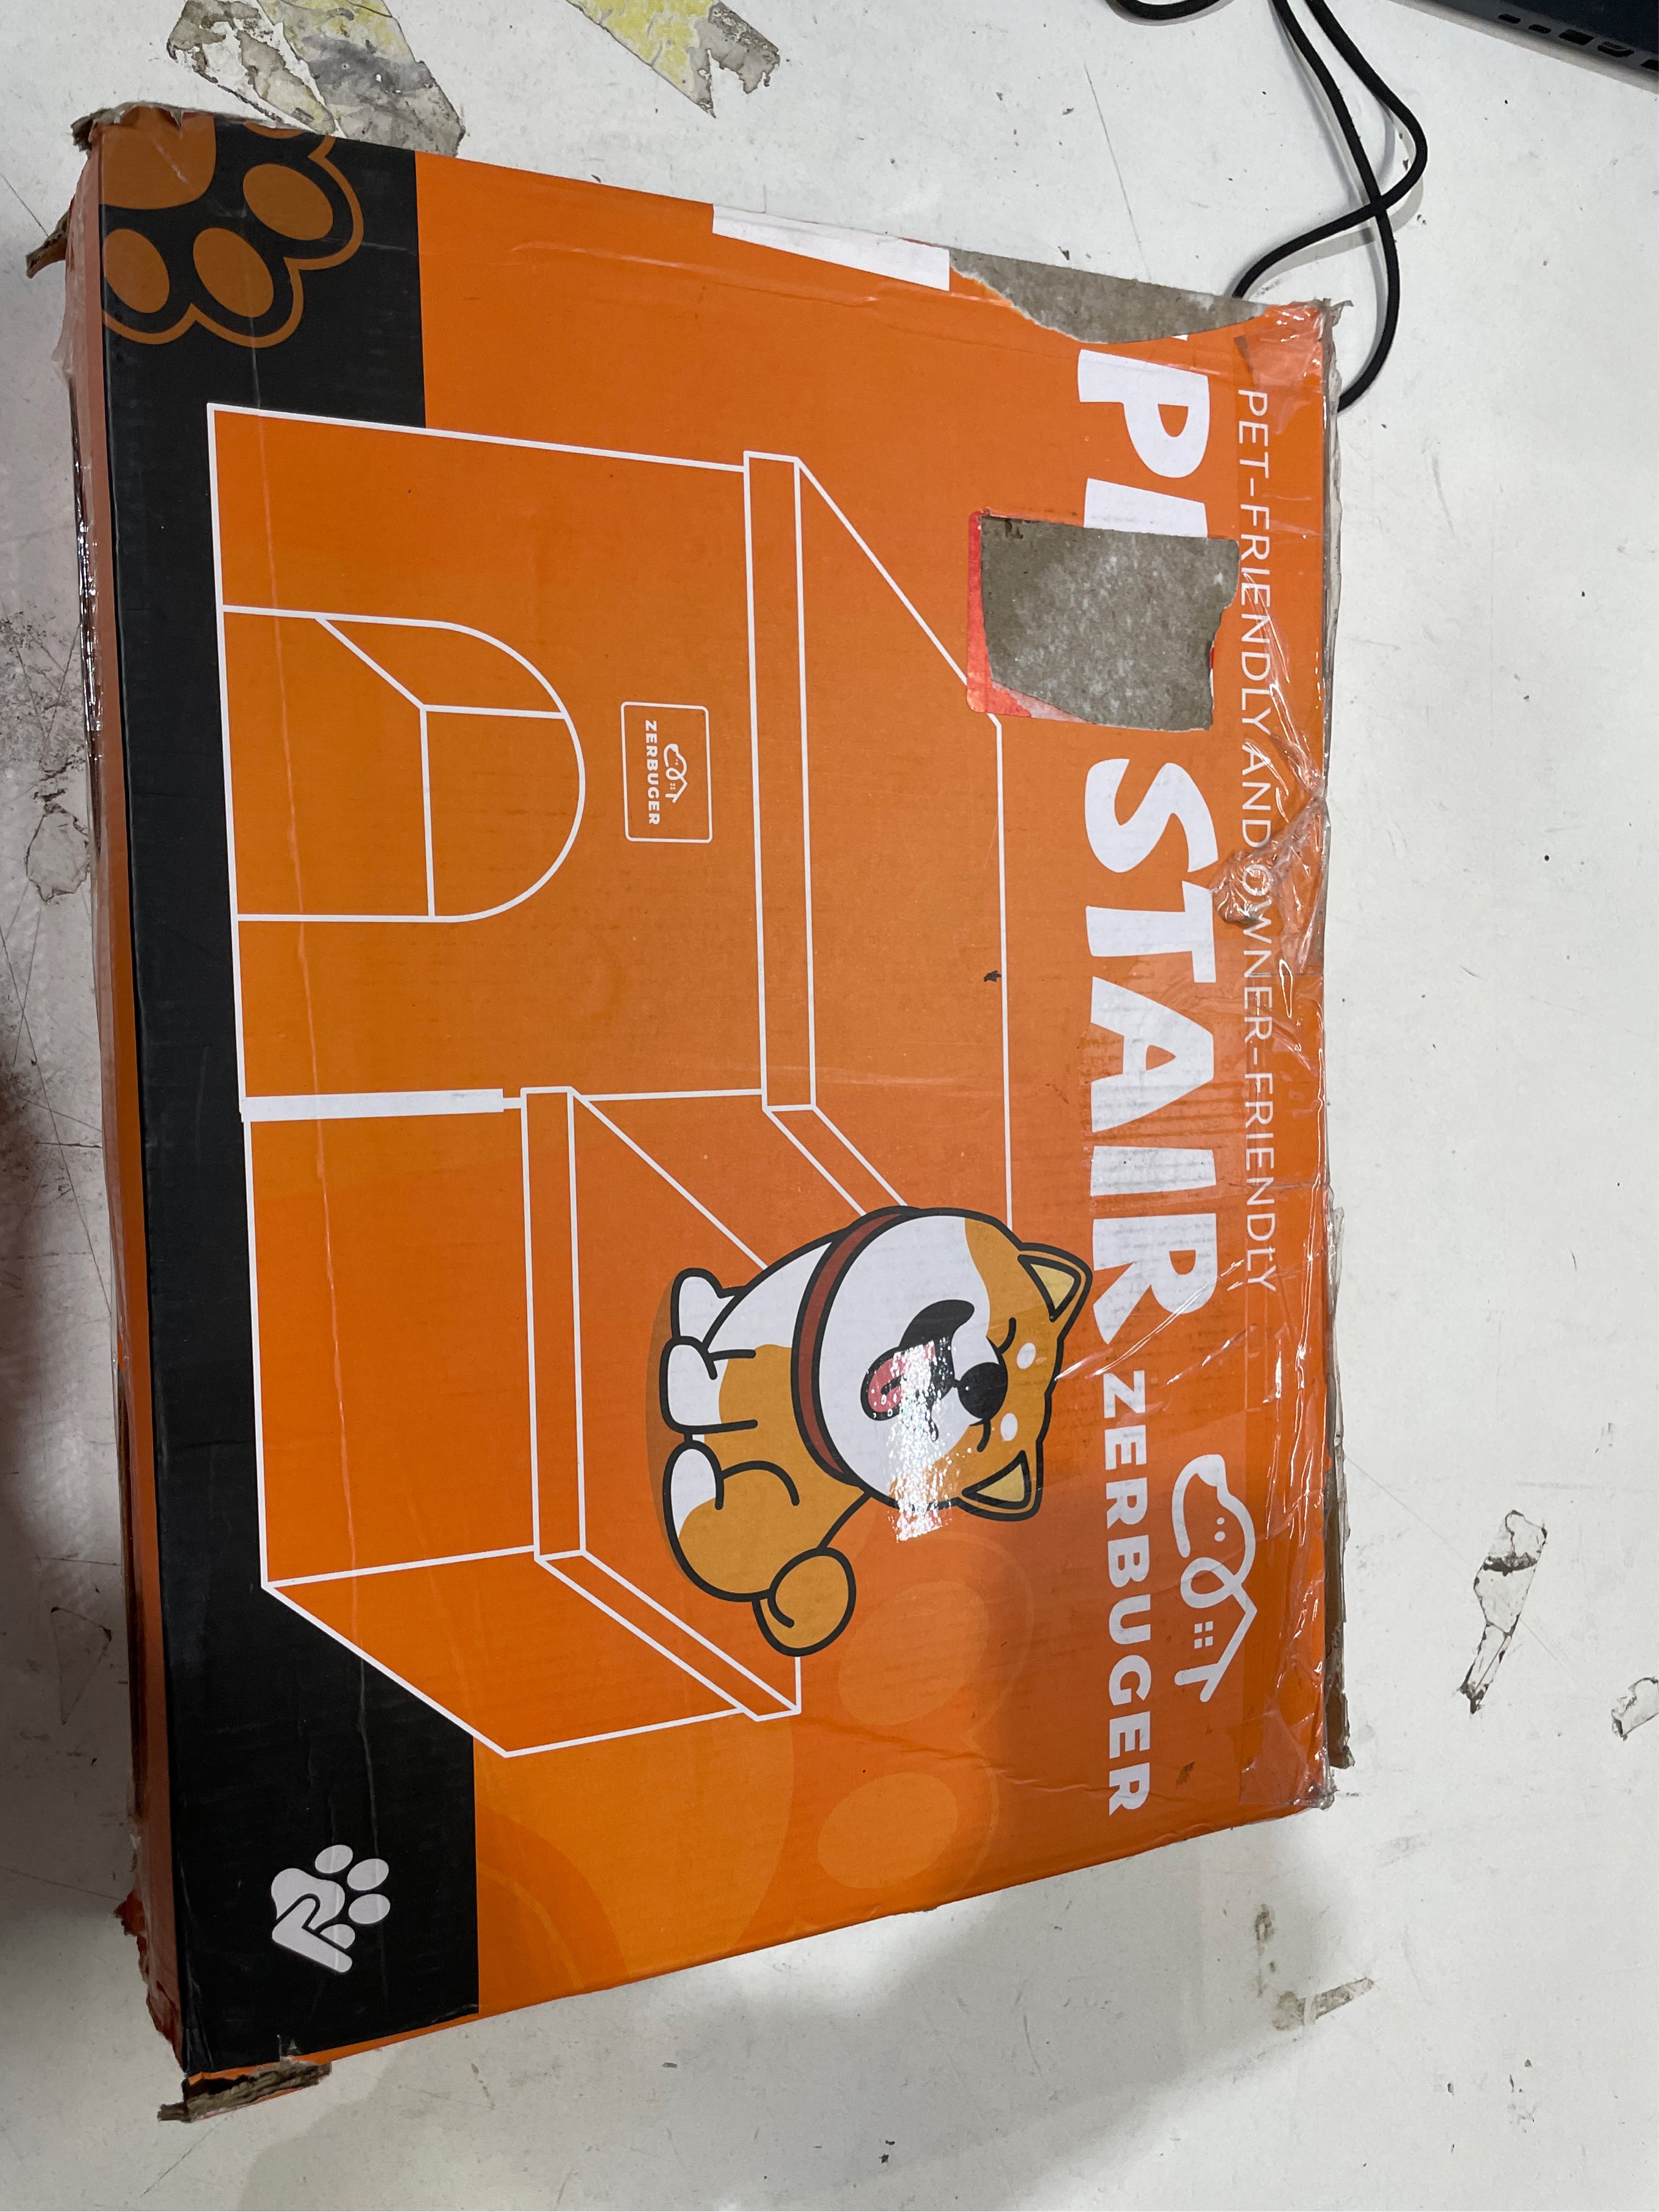 PET-FRIENDLY AND OWNER-FRIENDLY
STAIR ZERBUGER
ZERBUGER